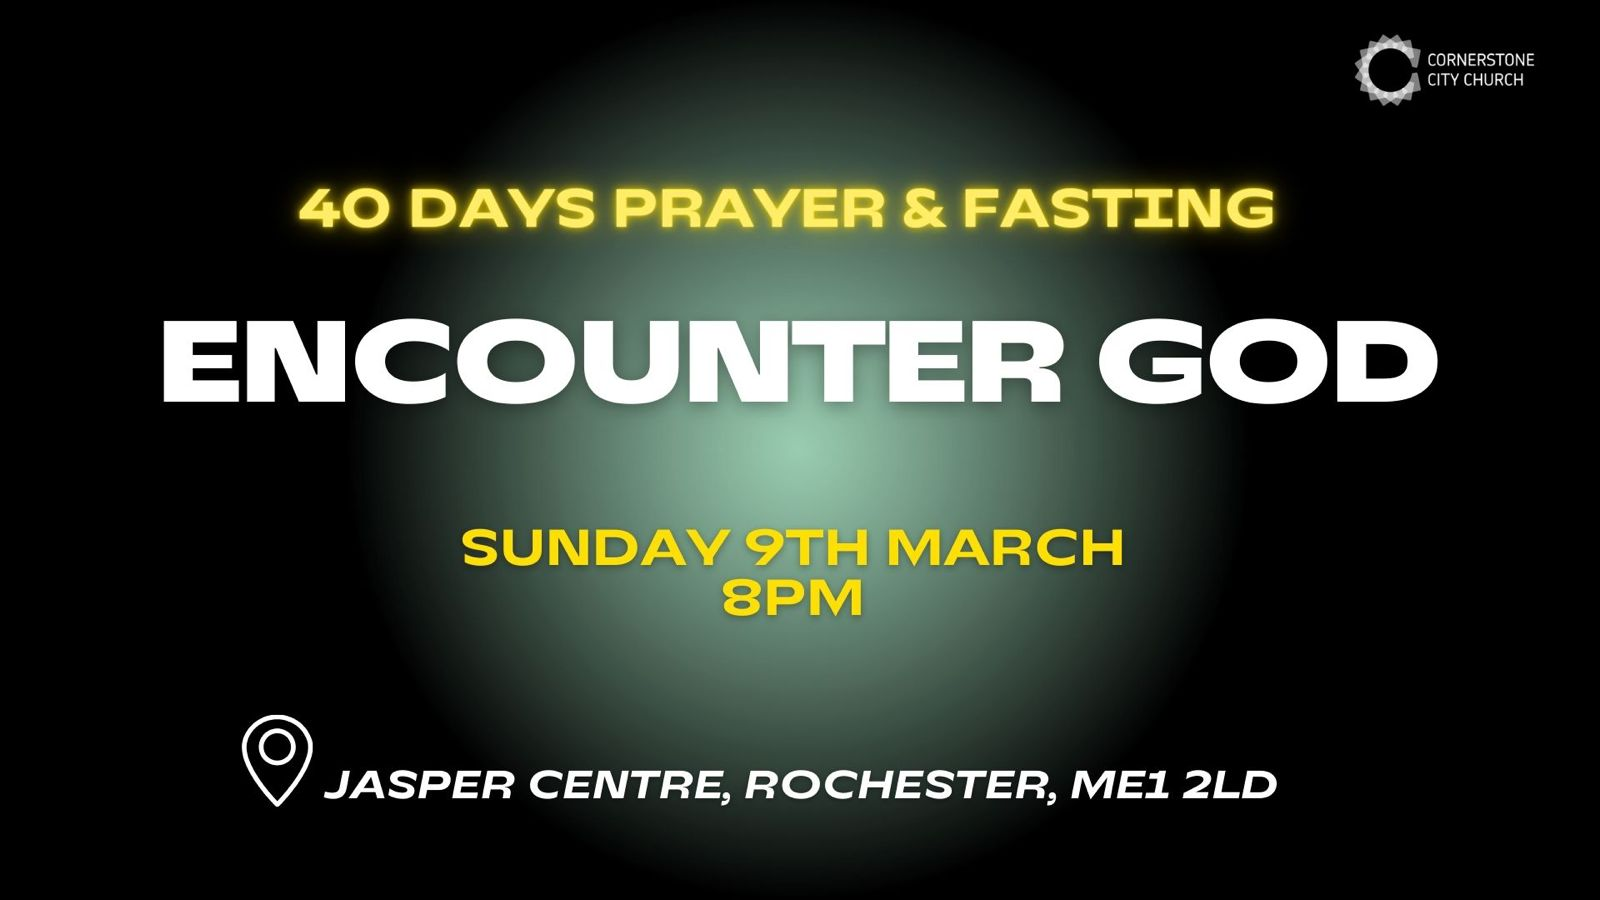 CORNERSTONE
CITY CHURCH
40 DAYS PRAYER & FASTING
ENCOUNTER GOD
SUNDAY 9TH MARCH
8PM
JASPER CENTRE, ROCHESTER, ME1 2LD